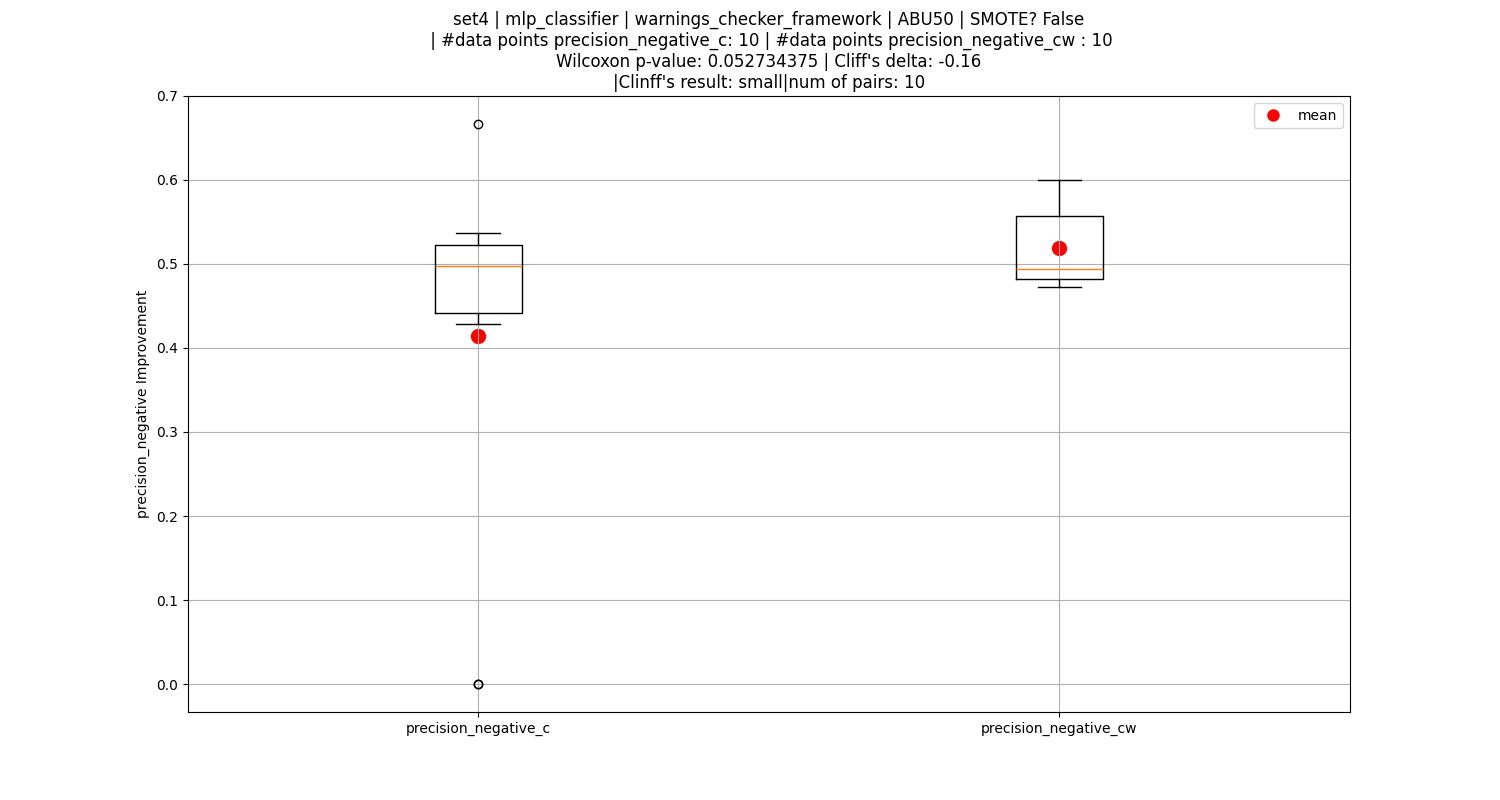 set4 | mlp_classifier | warnings_checker_framework | ABU50 | SMOTE? False
| #data points precision_negative_c: 10 | #data points precision_negative_cw : 10
Wilcoxon p-value: 0.052734375 | Cliff's delta: -0.16
|Clinff's result: small|num of pairs: 10
mean
0.7
0.6
0.5
0.4
0.3
0.2
0.1
0.0
precision_negative Improvement
precision_negative_c
precision_negative_cw